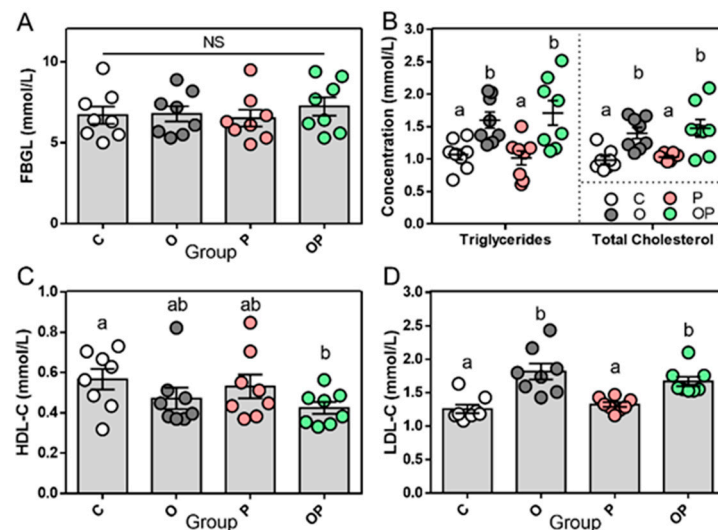 A
NS
FBGL (mmol/L)
10
5
0
C
O
P
OP
Group
B
Concentration (mmol/L)
3.0
2.5
2.0
1.5
1.0
0.5
0.0
a
b
a
b
a
b
a
b
C
P
O
OP
Triglycerides
Total Cholesterol
C
HDL-C (mmol/L)
1.0
0.8
0.6
0.4
0.2
0.0
a
ab
ab
b
C
O
P
OP
Group
D
LDL-C (mmol/L)
3.0
2.5
2.0
1.5
1.0
0.5
0.0
a
b
a
b
C
O
P
OP
Group